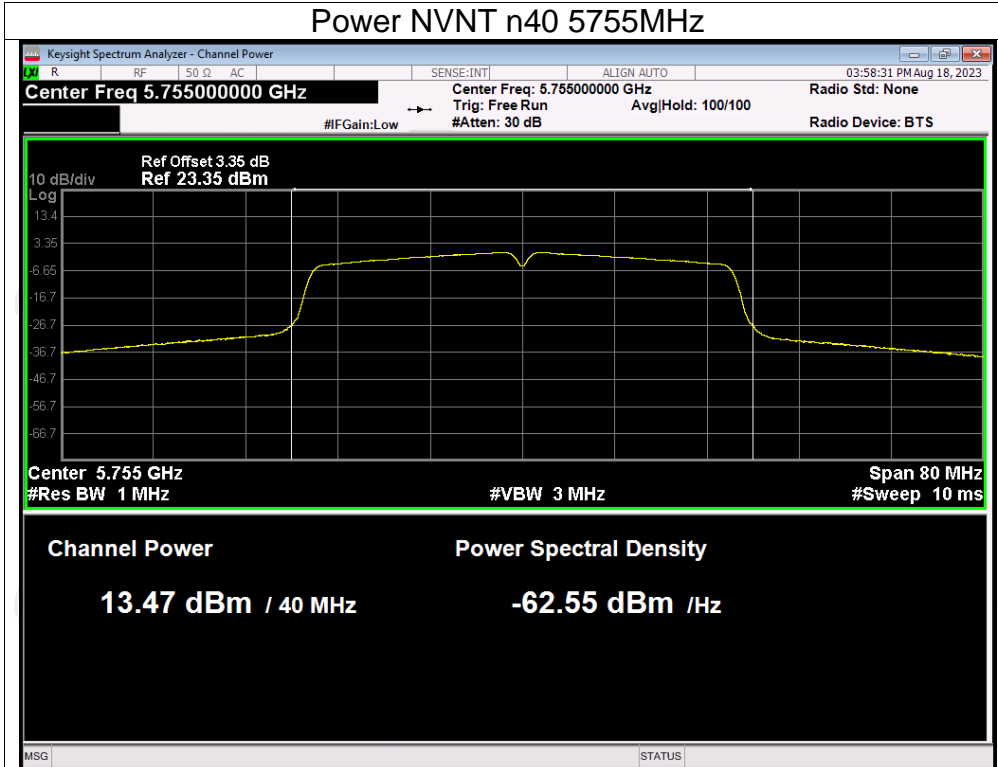 Power NVNT n40 5755MHz
Keysight Spectrum Analyzer - Channel Power
LXI R RF 50 Ω AC SENSE:INT ALIGN AUTO 03:58:31 PM Aug 18, 2023
Center Freq 5.755000000 GHz Center Freq: 5.755000000 GHz Radio Std: None
Trig: Free Run Avg|Hold: 100/100
#IFGain:Low #Atten: 30 dB Radio Device: BTS
Ref Offset 3.35 dB
10 dB/div Ref 23.35 dBm
Log
13.4
3.35
-6.65
-16.7
-26.7
-36.7
-46.7
-56.7
-66.7
Center 5.755 GHz Span 80 MHz
#Res BW 1 MHz #VBW 3 MHz #Sweep 10 ms
Channel Power Power Spectral Density
13.47 dBm / 40 MHz -62.55 dBm /Hz
MSG STATUS